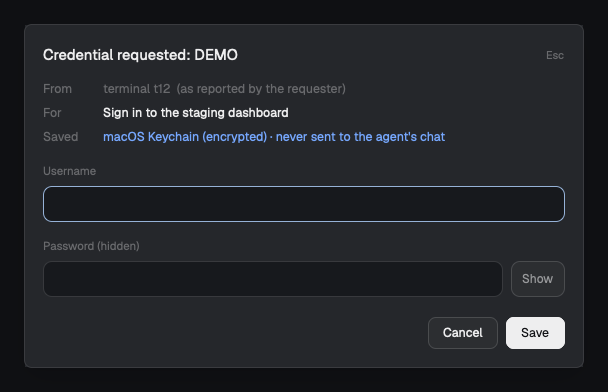 Credential requested: DEMO
Esc
From terminal t12 (as reported by the requester)
For Sign in to the staging dashboard
Saved macOS Keychain (encrypted) · never sent to the agent's chat
Username
Password (hidden)
Show
Cancel Save